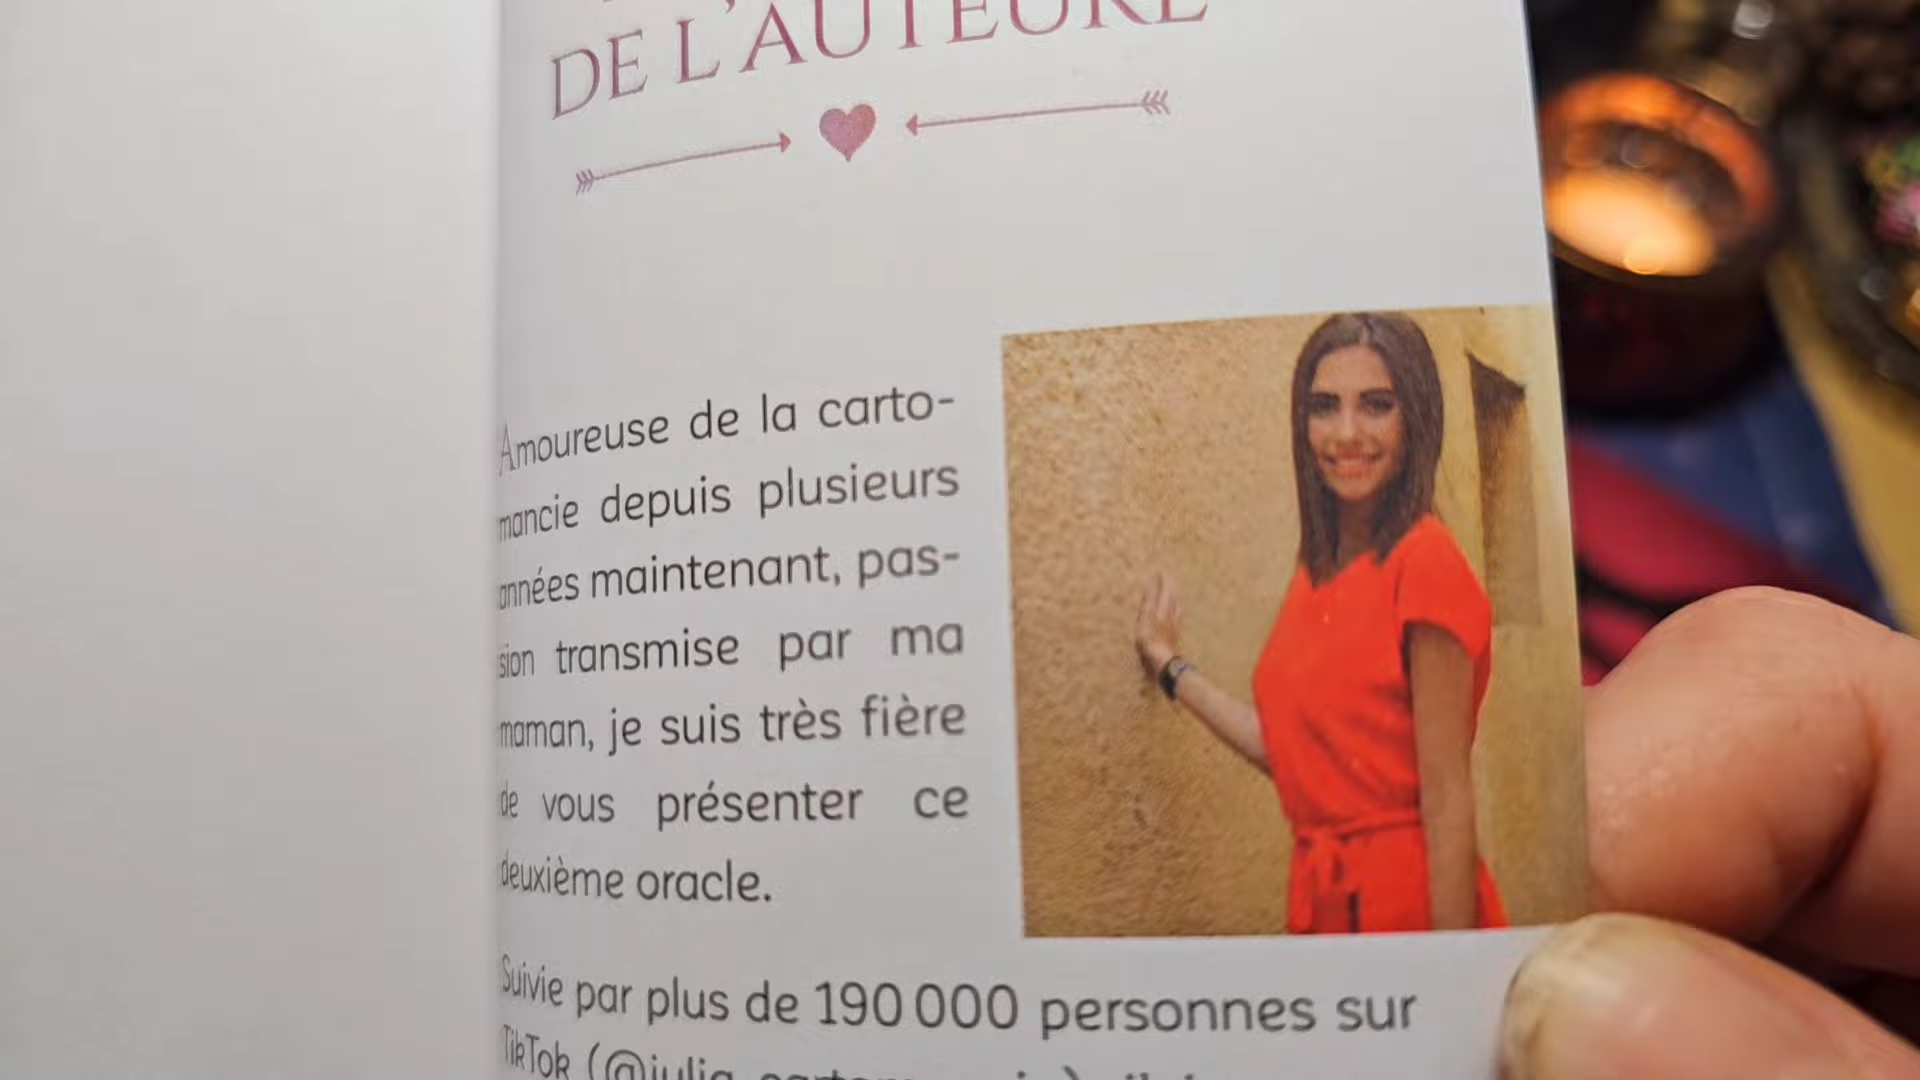 DE L'AUTEURE
Amoureuse de la carto-
mancie depuis plusieurs
années maintenant, pas-
sion transmise par ma
maman, je suis très fière
de vous présenter ce
deuxième oracle.
Suivie par plus de 190 000 personnes sur
TikTok (@julia